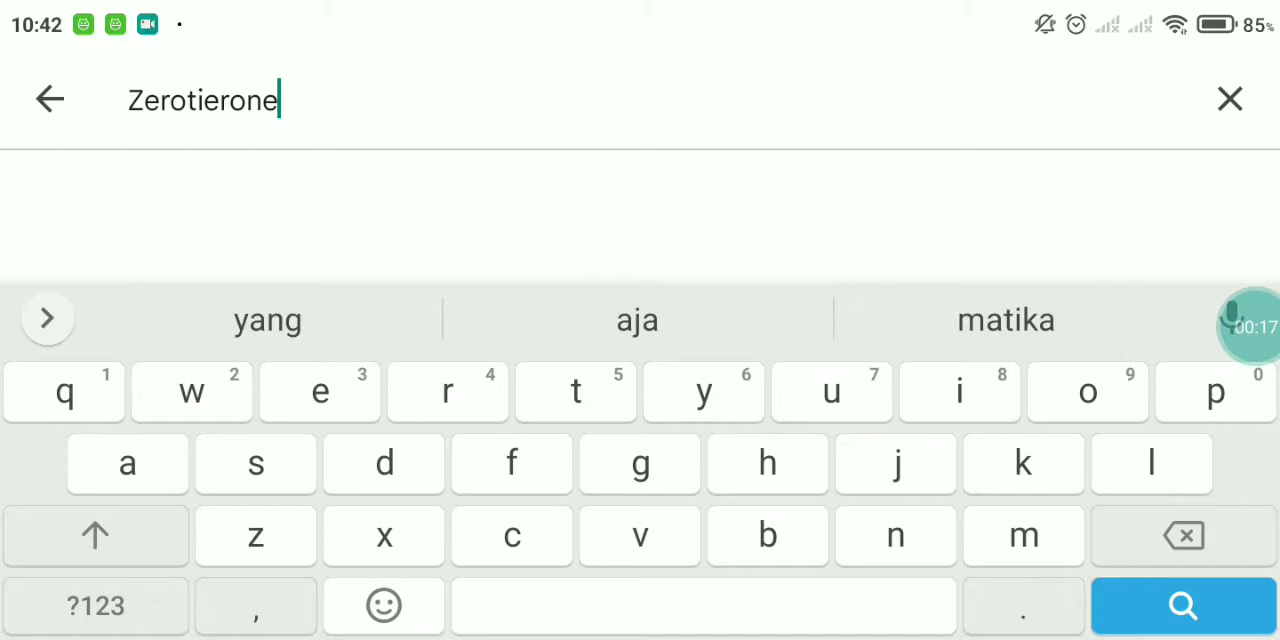 10:42 85%
Zerotierone
yang aja matika
00:17
q 1 w 2 e 3 r 4 t 5 y 6 u 7 i 8 o 9 p 0
a s d f g h j k l
z x c v b n m
?123 , .